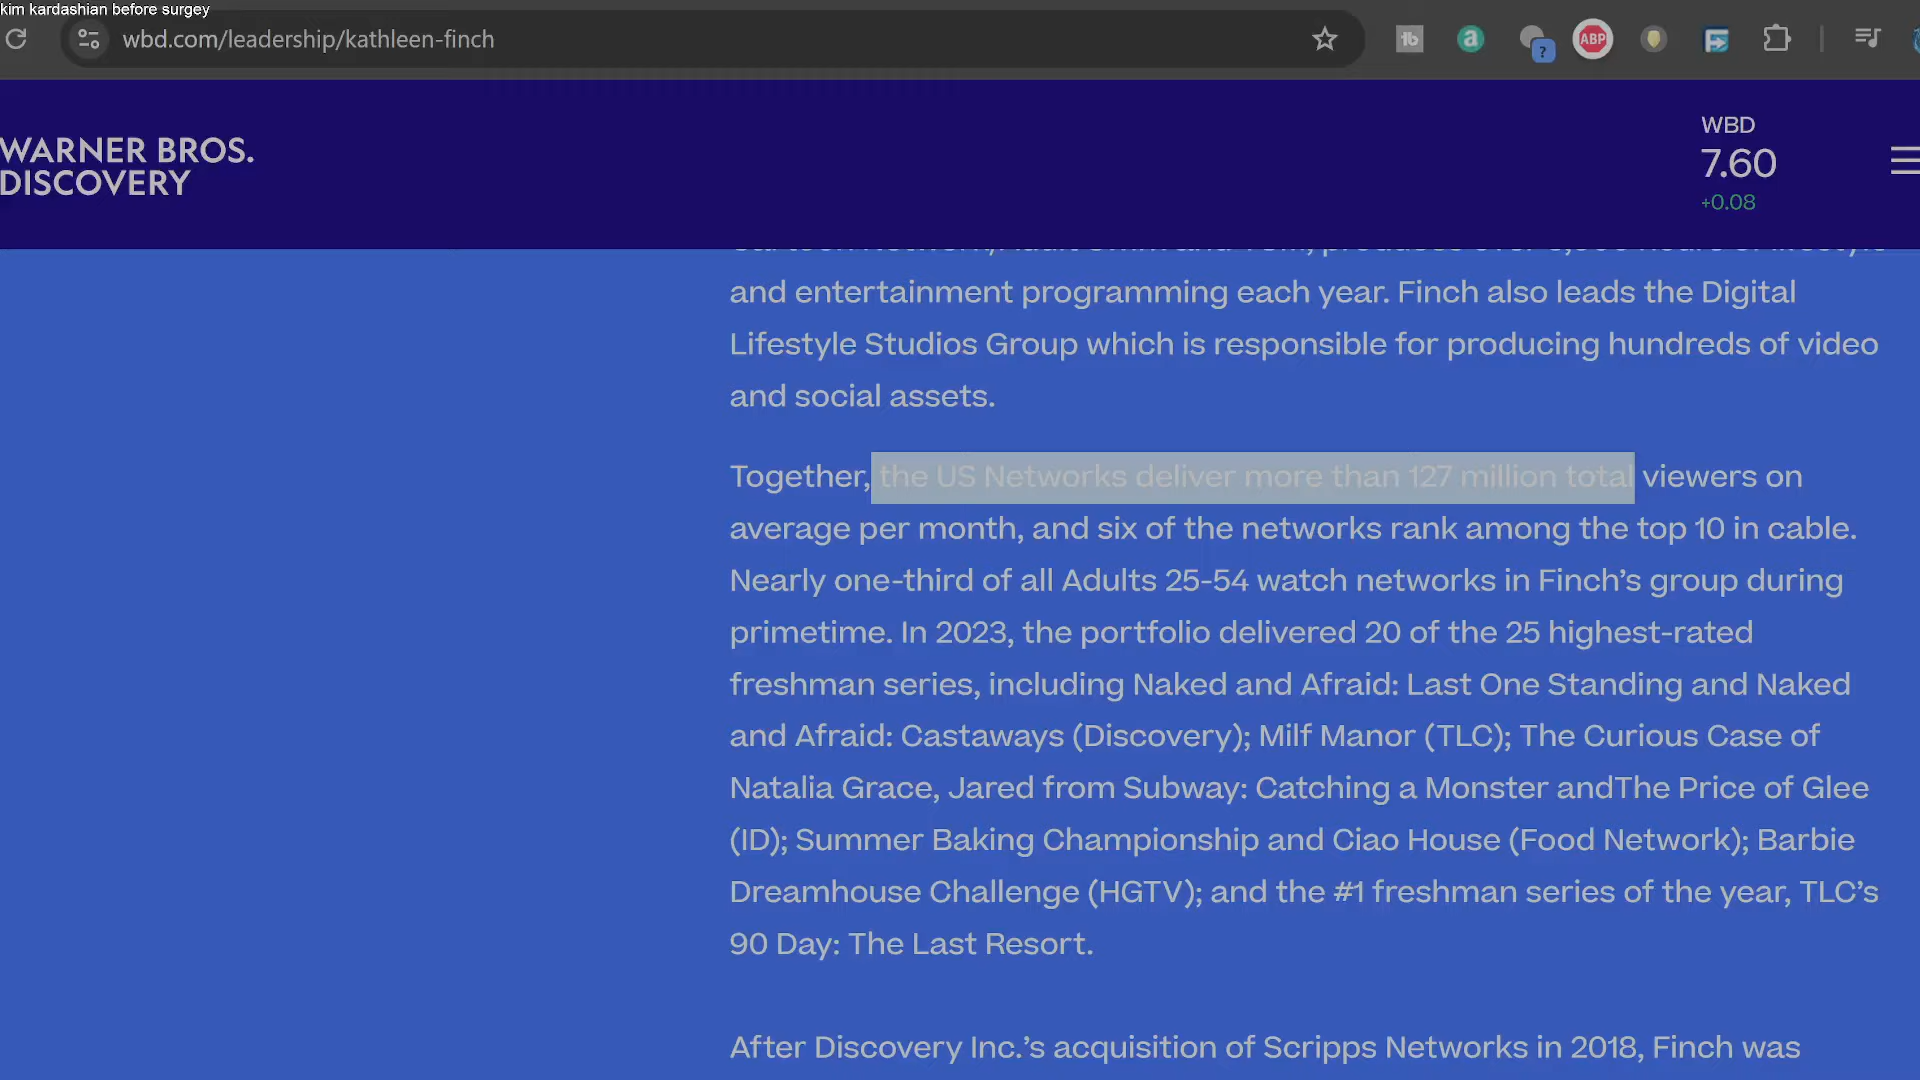 kim kardashian before surgey
wbd.com/leadership/kathleen-finch
ABP
WARNER BROS.
DISCOVERY
WBD
7.60
+0.08
and entertainment programming each year. Finch also leads the Digital
Lifestyle Studios Group which is responsible for producing hundreds of video
and social assets.
Together, the US Networks deliver more than 127 million total viewers on
average per month, and six of the networks rank among the top 10 in cable.
Nearly one-third of all Adults 25-54 watch networks in Finch’s group during
primetime. In 2023, the portfolio delivered 20 of the 25 highest-rated
freshman series, including Naked and Afraid: Last One Standing and Naked
and Afraid: Castaways (Discovery); Milf Manor (TLC); The Curious Case of
Natalia Grace, Jared from Subway: Catching a Monster andThe Price of Glee
(ID); Summer Baking Championship and Ciao House (Food Network); Barbie
Dreamhouse Challenge (HGTV); and the #1 freshman series of the year, TLC’s
90 Day: The Last Resort.
After Discovery Inc.’s acquisition of Scripps Networks in 2018, Finch was